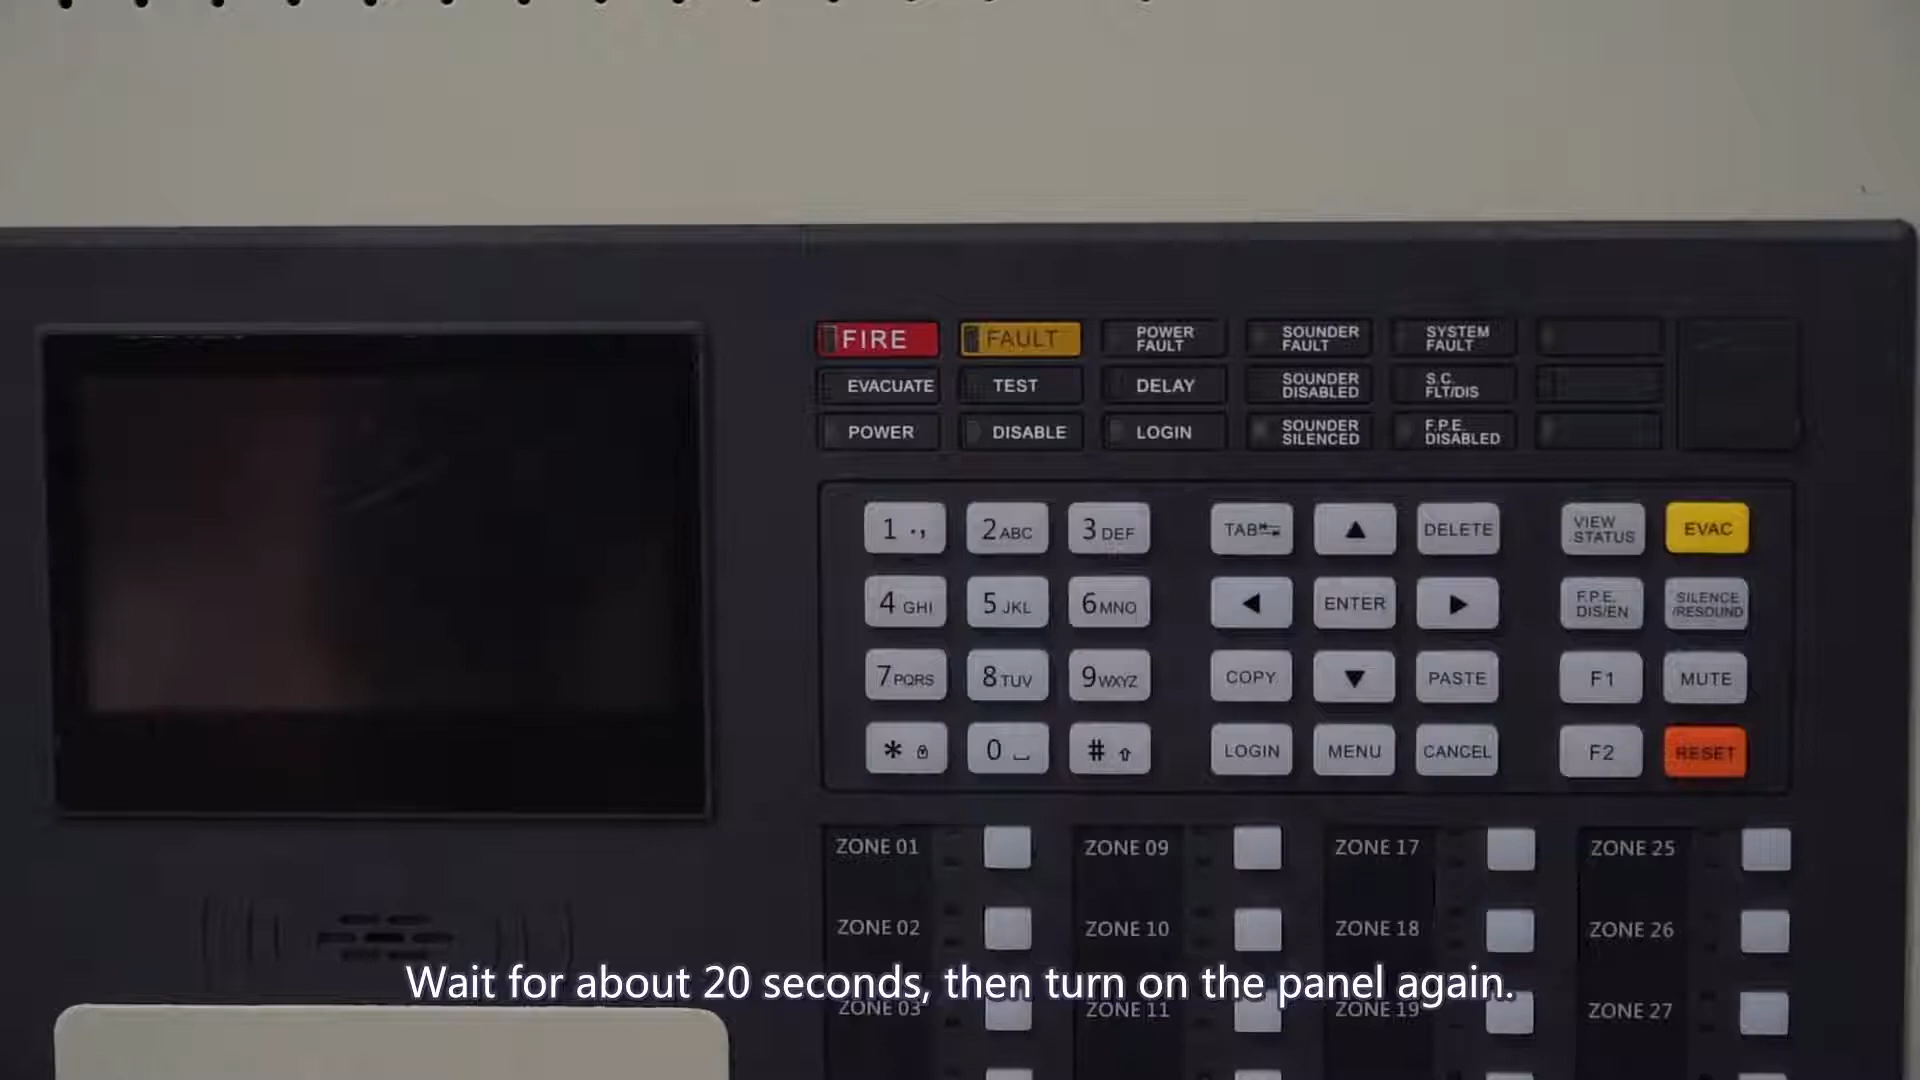 FIRE
FAULT
POWER
FAULT
SOUNDER
FAULT
SYSTEM
FAULT
EVACUATE
TEST
DELAY
SOUNDER
DISABLED
S.C.
FLT/DIS
POWER
DISABLE
LOGIN
SOUNDER
SILENCED
F.P.E.
DISABLED
1 .,
2 ABC
3 DEF
TAB
▲
DELETE
VIEW
STATUS
EVAC
4 GHI
5 JKL
6 MNO
◀
ENTER
▶
F.P.E.
DIS/EN
SILENCE
/RESOUND
7 PQRS
8 TUV
9 WXYZ
COPY
▼
PASTE
F1
MUTE
*
0
#
LOGIN
MENU
CANCEL
F2
RESET
ZONE 01
ZONE 09
ZONE 17
ZONE 25
ZONE 02
ZONE 10
ZONE 18
ZONE 26
Wait for about 20 seconds, then turn on the panel again.
ZONE 03
ZONE 11
ZONE 19
ZONE 27